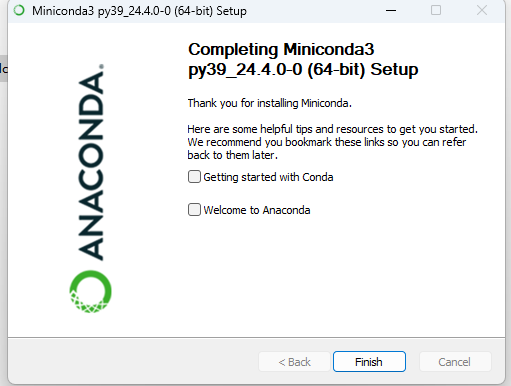 Miniconda3 py39_24.4.0-0 (64-bit) Setup
Completing Miniconda3
py39_24.4.0-0 (64-bit) Setup
Thank you for installing Miniconda.
Here are some helpful tips and resources to get you started.
We recommend you bookmark these links so you can refer
back to them later.
Getting started with Conda
Welcome to Anaconda
ANACONDA.
< Back
Finish
Cancel